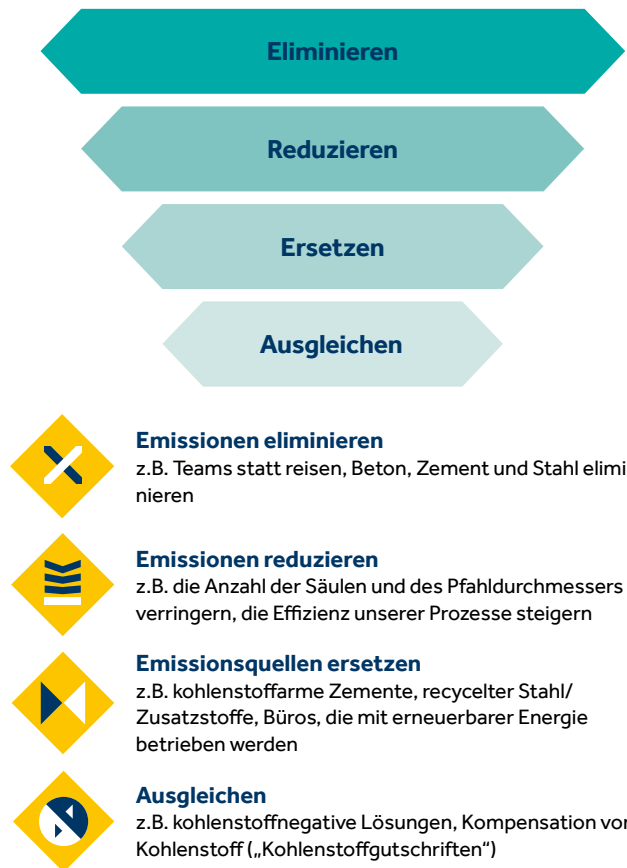 Eliminieren
Reduzieren
Ersetzen
Ausgleichen
Emissionen eliminieren
z.B. Teams statt reisen, Beton, Zement und Stahl elimi
nieren
Emissionen reduzieren
z.B. die Anzahl der Säulen und des Pfahldurchmessers
verringern, die Effizienz unserer Prozesse steigern
Emissionsquellen ersetzen
z.B. kohlenstoffarme Zemente, recycelter Stahl/
Zusatzstoffe, Büros, die mit erneuerbarer Energie
betrieben werden
Ausgleichen
z.B. kohlenstoffnegative Lösungen, Kompensation von
Kohlenstoff („Kohlenstoffgutschriften“)